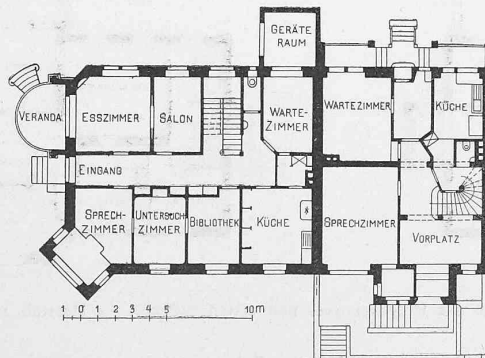 GERÄTE
RAUM
VERANDA
ESSZIMMER
SALON
WARTE-
ZIMMER
WARTEZIMMER
KÜCHE
EINGANG
SPRECH-
ZIMMER
UNTERSUCH.
ZIMMER
BIBLIOTHEK
KÜCHE
SPRECHZIMMER
VORPLATZ
1 0 1 2 3 4 5 10m